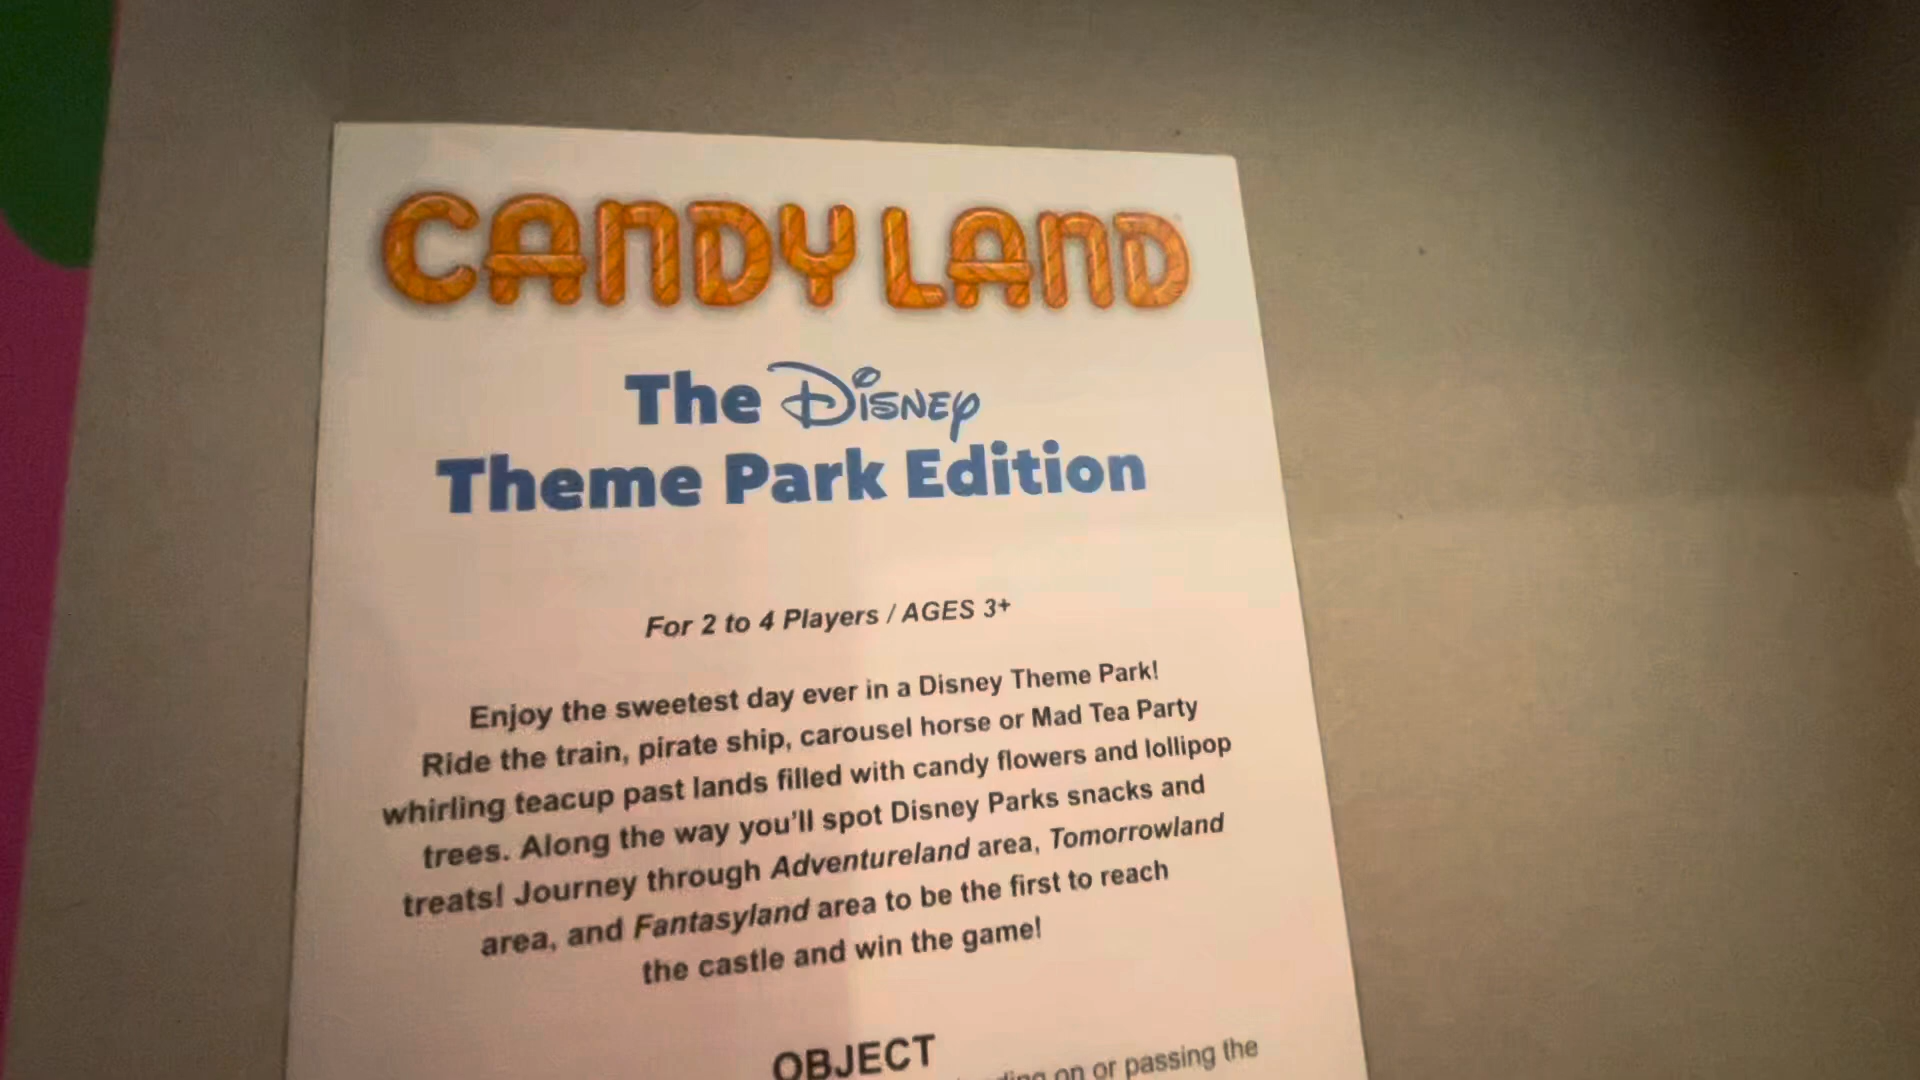 CANDY LAND
The Disney
Theme Park Edition
For 2 to 4 Players / AGES 3+
Enjoy the sweetest day ever in a Disney Theme Park!
Ride the train, pirate ship, carousel horse or Mad Tea Party
whirling teacup past lands filled with candy flowers and lollipop
trees. Along the way you'll spot Disney Parks snacks and
treats! Journey through Adventureland area, Tomorrowland
area, and Fantasyland area to be the first to reach
the castle and win the game!
OBJECT
on or passing the